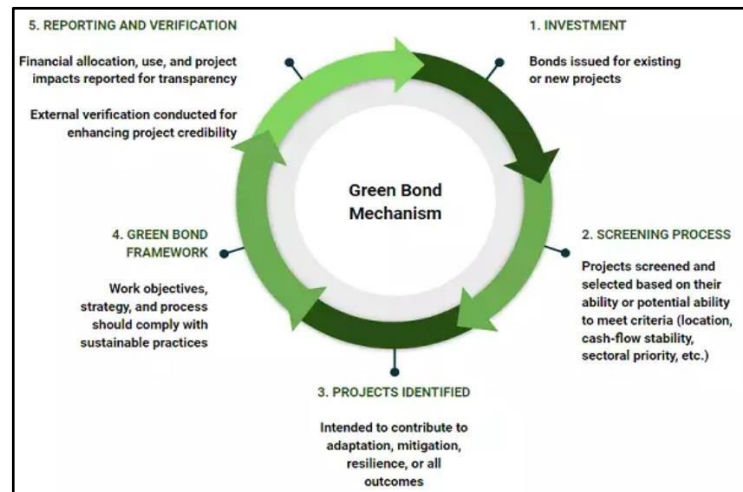 Green Bond
Mechanism
1. INVESTMENT
Bonds issued for existing
or new projects
2. SCREENING PROCESS
Projects screened and
selected based on their
ability or potential ability
to meet criteria (location,
cash-flow stability,
sectoral priority, etc.)
3. PROJECTS IDENTIFIED
Intended to contribute to
adaptation, mitigation,
resilience, or all
outcomes
4. GREEN BOND
FRAMEWORK
Work objectives,
strategy, and process
should comply with
sustainable practices
5. REPORTING AND VERIFICATION
Financial allocation, use, and project
impacts reported for transparency
External verification conducted for
enhancing project credibility